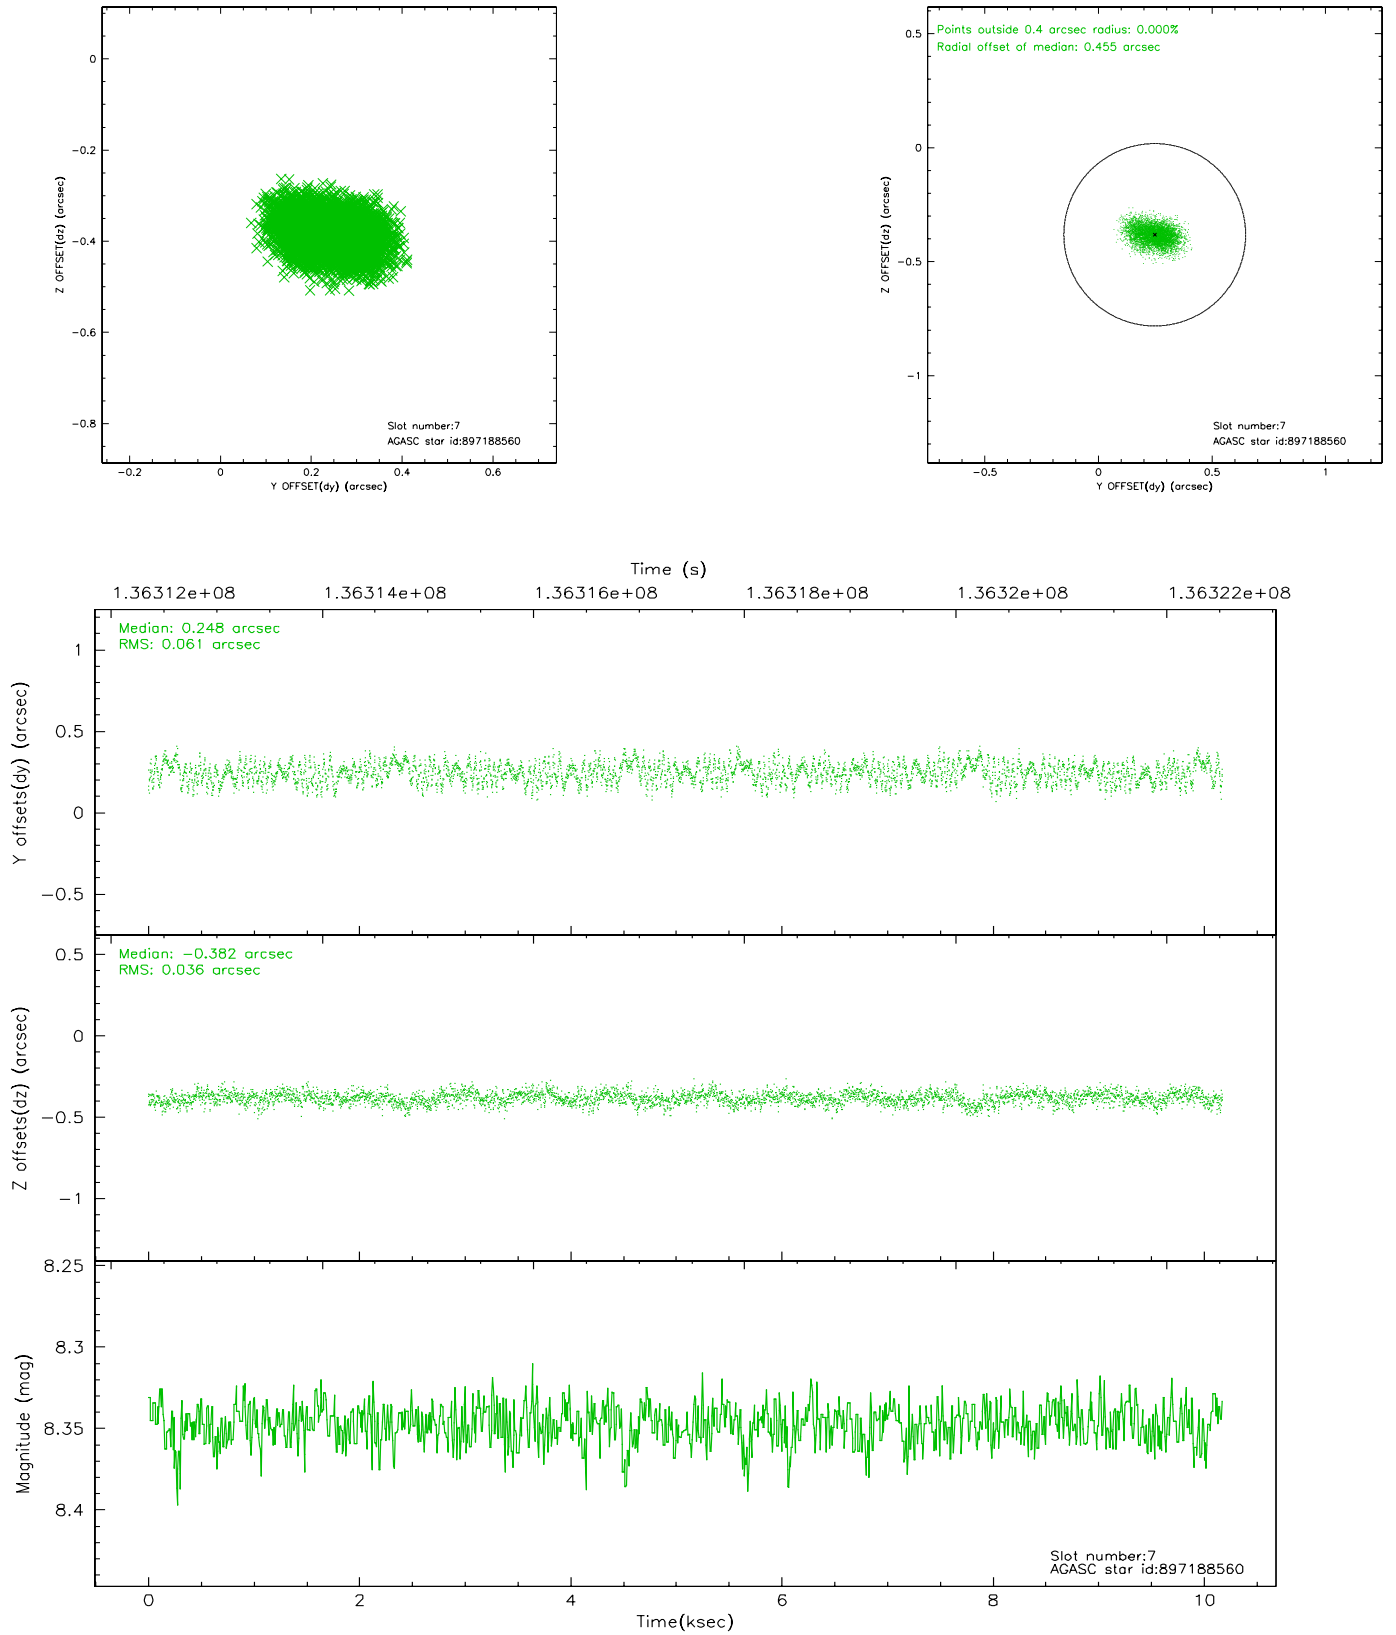 0
−0.2
−0.4
−0.6
−0.8
Z OFFSET(dz) (arcsec)
Slot number:7
AGASC star id:897188560
−0.2 0 0.2 0.4 0.6
Y OFFSET(dy) (arcsec)
Points outside 0.4 arcsec radius: 0.000%
Radial offset of median: 0.455 arcsec
0.5
0
−0.5
−1
Z OFFSET(dz) (arcsec)
Slot number:7
AGASC star id:897188560
−0.5 0 0.5 1
Y OFFSET(dy) (arcsec)
Time (s)
1.36312e+08 1.36314e+08 1.36316e+08 1.36318e+08 1.3632e+08 1.36322e+08
Median: 0.248 arcsec
RMS: 0.061 arcsec
1
0.5
0
−0.5
Y offsets(dy) (arcsec)
Median: −0.382 arcsec
RMS: 0.036 arcsec
0.5
0
−0.5
−1
Z offsets(dz) (arcsec)
8.25
8.3
8.35
8.4
Magnitude (mag)
Slot number:7
AGASC star id:897188560
0 2 4 6 8 10
Time(ksec)